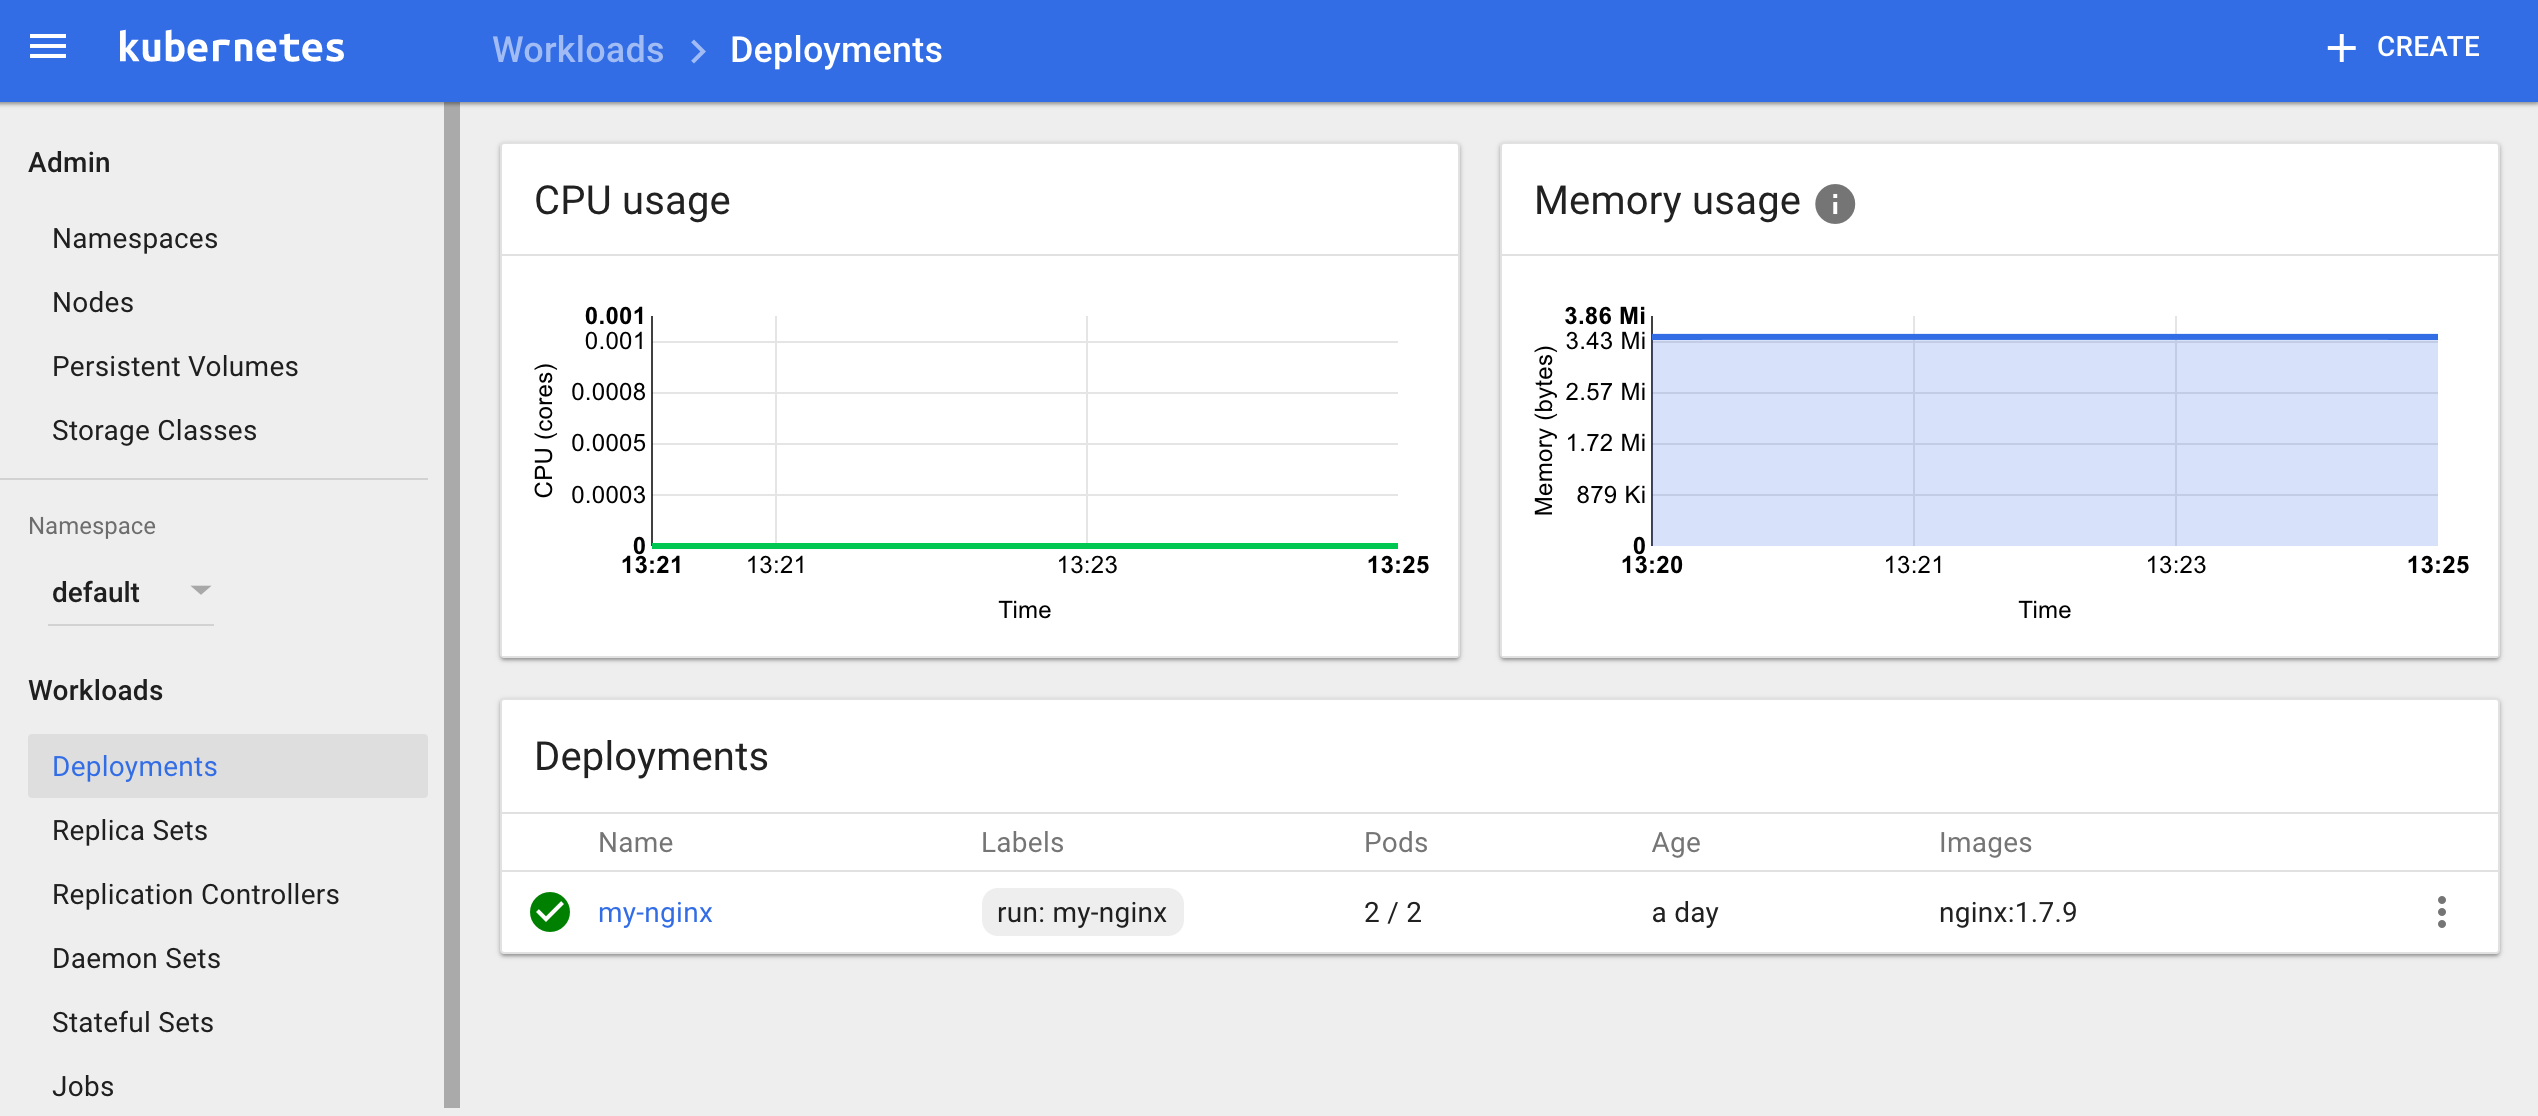 kubernetes
Workloads > Deployments
+ CREATE
Admin
Namespaces
Nodes
Persistent Volumes
Storage Classes
Namespace
default
Workloads
Deployments
Replica Sets
Replication Controllers
Daemon Sets
Stateful Sets
Jobs
CPU usage
CPU (cores)
0.001
0.001
0.0008
0.0005
0.0003
0
13:21 13:21 13:23 13:25
Time
Memory usage i
Memory (bytes)
3.86 Mi
3.43 Mi
2.57 Mi
1.72 Mi
879 Ki
0
13:20 13:21 13:23 13:25
Time
Deployments
Name Labels Pods Age Images
my-nginx run: my-nginx 2 / 2 a day nginx:1.7.9